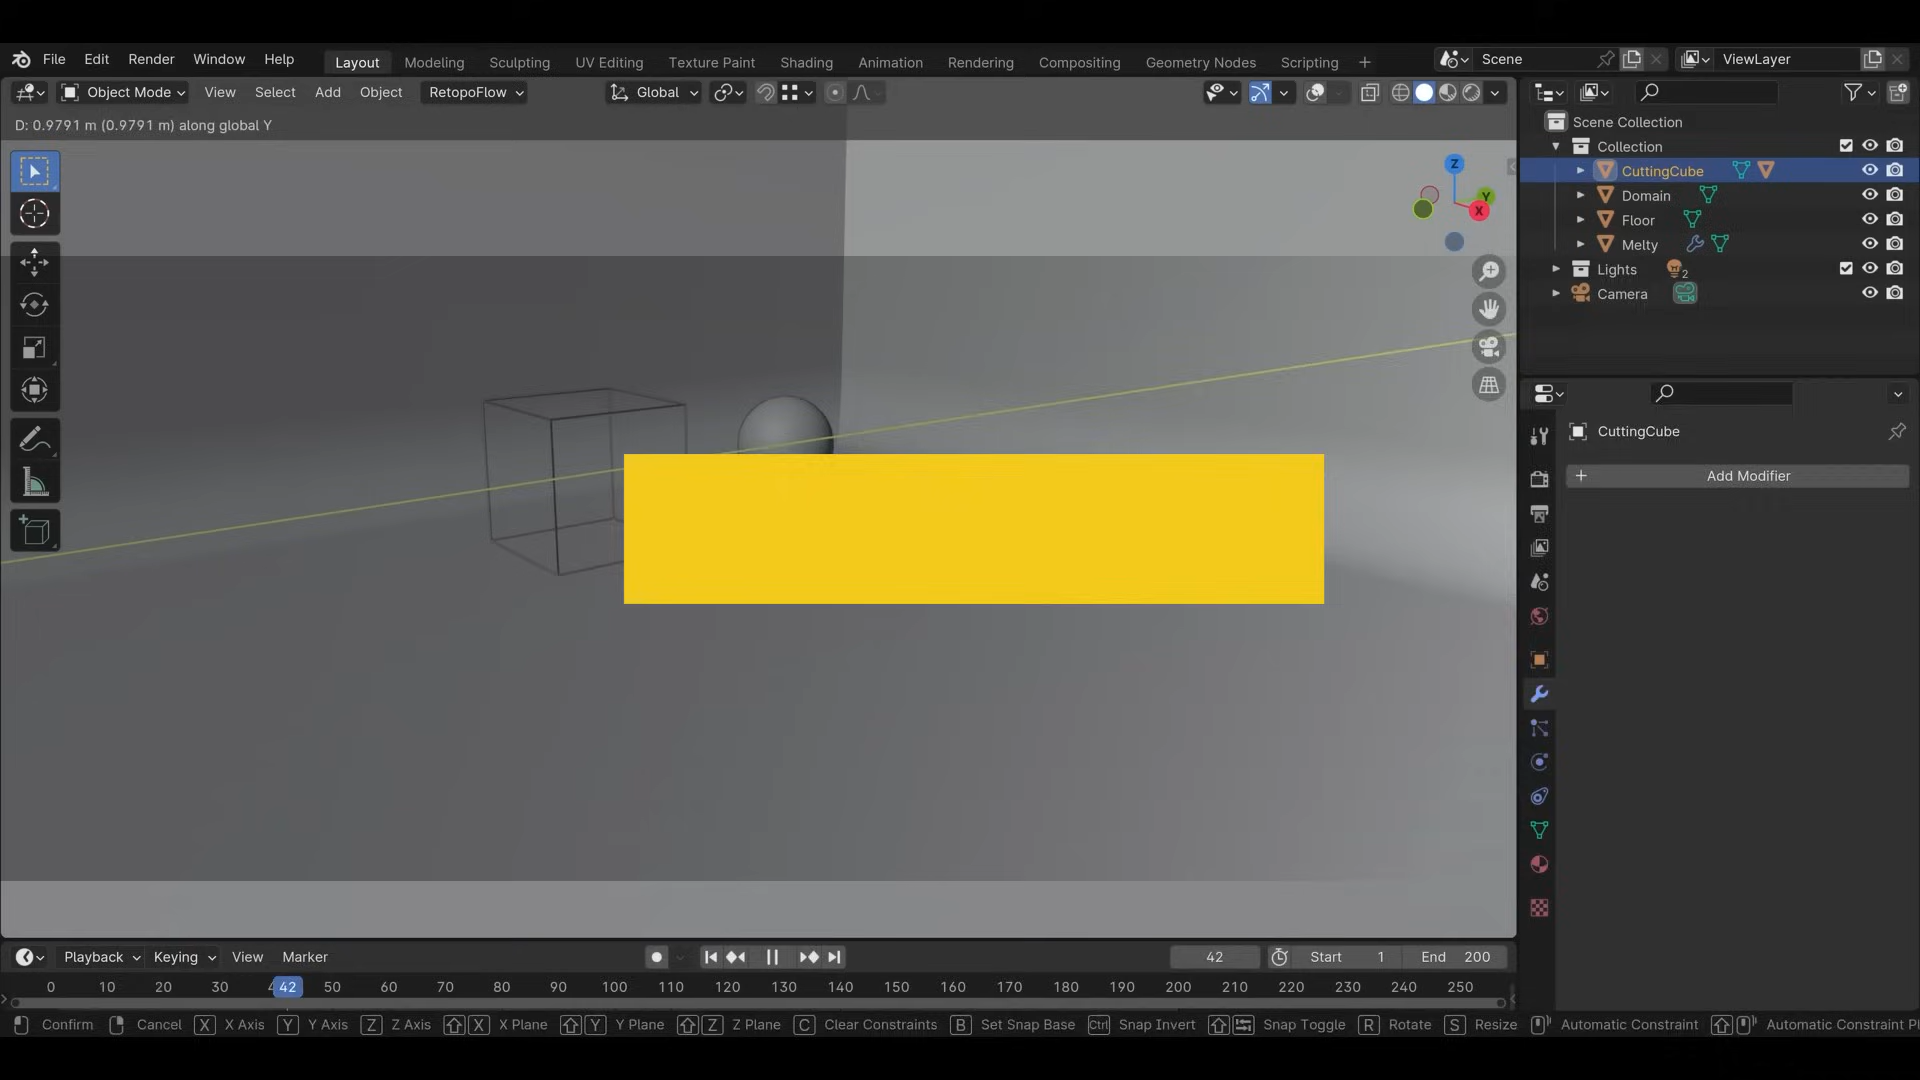 File Edit Render Window Help Layout Modeling Sculpting UV Editing Texture Paint Shading Animation Rendering Compositing Geometry Nodes Scripting + Scene ViewLayer
Object Mode View Select Add Object RetopoFlow Global
D: 0.9791 m (0.9791 m) along global Y
Z
Y
X
Scene Collection
Collection
CuttingCube
Domain
Floor
Melty
Lights 2
Camera
CuttingCube
+ Add Modifier
Playback Keying View Marker 42 Start 1 End 200
0 10 20 30 42 50 60 70 80 90 100 110 120 130 140 150 160 170 180 190 200 210 220 230 240 250
Confirm Cancel X X Axis Y Y Axis Z Z Axis X X Plane Y Y Plane Z Z Plane C Clear Constraints B Set Snap Base Ctrl Snap Invert Snap Toggle R Rotate S Resize Automatic Constraint Automatic Constraint Pl